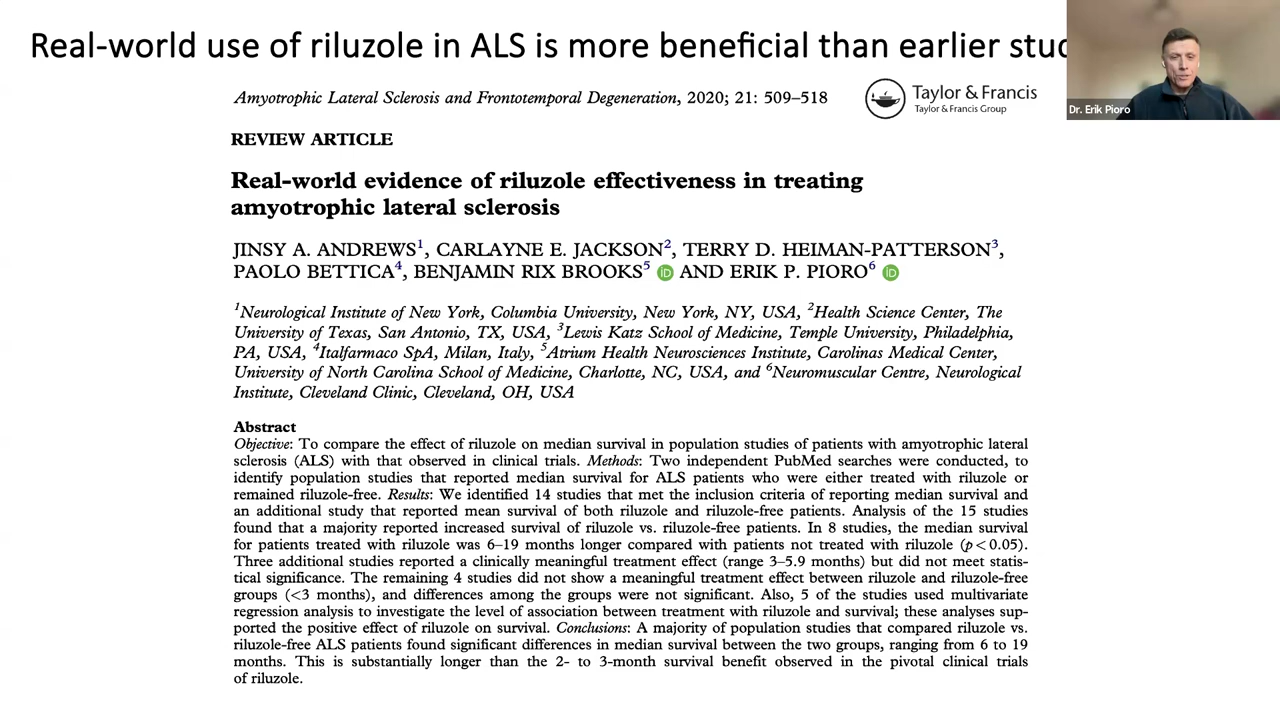 Real-world use of riluzole in ALS is more beneficial than earlier
Dr. Erik Pioro
Amyotrophic Lateral Sclerosis and Frontotemporal Degeneration, 2020; 21: 509–518
Taylor & Francis
Taylor & Francis Group
REVIEW ARTICLE
Real-world evidence of riluzole effectiveness in treating
amyotrophic lateral sclerosis
JINSY A. ANDREWS1, CARLAYNE E. JACKSON2, TERRY D. HEIMAN-PATTERSON3,
PAOLO BETTICA4, BENJAMIN RIX BROOKS5 iD AND ERIK P. PIORO6 iD
1Neurological Institute of New York, Columbia University, New York, NY, USA, 2Health Science Center, The
University of Texas, San Antonio, TX, USA, 3Lewis Katz School of Medicine, Temple University, Philadelphia,
PA, USA, 4Italfarmaco SpA, Milan, Italy, 5Atrium Health Neurosciences Institute, Carolinas Medical Center,
University of North Carolina School of Medicine, Charlotte, NC, USA, and 6Neuromuscular Centre, Neurological
Institute, Cleveland Clinic, Cleveland, OH, USA
Abstract
Objective: To compare the effect of riluzole on median survival in population studies of patients with amyotrophic lateral
sclerosis (ALS) with that observed in clinical trials. Methods: Two independent PubMed searches were conducted, to
identify population studies that reported median survival for ALS patients who were either treated with riluzole or
remained riluzole-free. Results: We identified 14 studies that met the inclusion criteria of reporting median survival and
an additional study that reported mean survival of both riluzole and riluzole-free patients. Analysis of the 15 studies
found that a majority reported increased survival of riluzole vs. riluzole-free patients. In 8 studies, the median survival
for patients treated with riluzole was 6–19 months longer compared with patients not treated with riluzole (p < 0.05).
Three additional studies reported a clinically meaningful treatment effect (range 3–5.9 months) but did not meet statis-
tical significance. The remaining 4 studies did not show a meaningful treatment effect between riluzole and riluzole-free
groups (<3 months), and differences among the groups were not significant. Also, 5 of the studies used multivariate
regression analysis to investigate the level of association between treatment with riluzole and survival; these analyses sup-
ported the positive effect of riluzole on survival. Conclusions: A majority of population studies that compared riluzole vs.
riluzole-free ALS patients found significant differences in median survival between the two groups, ranging from 6 to 19
months. This is substantially longer than the 2- to 3-month survival benefit observed in the pivotal clinical trials
of riluzole.